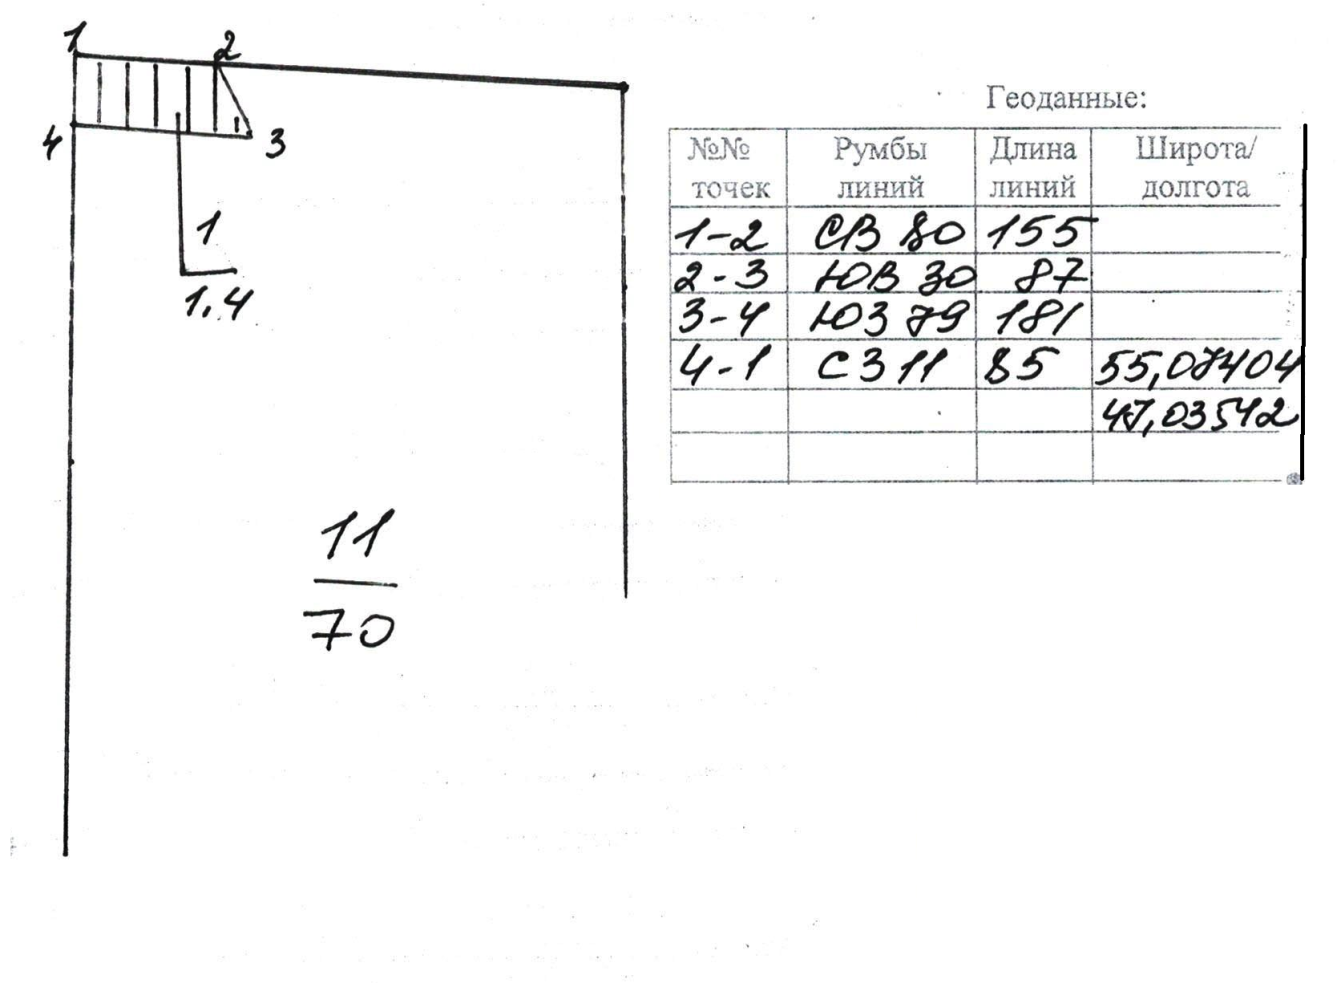 1
2
4
3
1
1.4
11
70
Геоданные:
№№ точек Румбы линий Длина линий Широта/ долгота
1-2 СВ 80 155
2-3 ЮВ 30 87
3-4 ЮЗ 79 181
4-1 СЗ 11 85 55,07404
47,03542